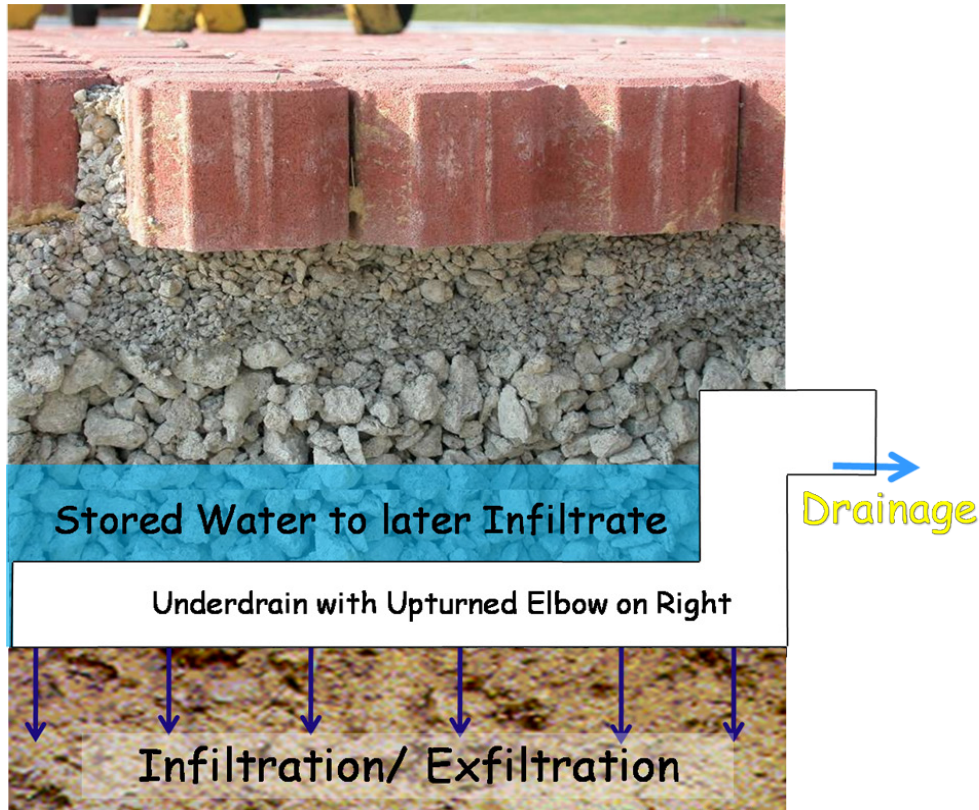 Stored Water to later Infiltrate
Drainage
Underdrain with Upturned Elbow on Right
Infiltration/ Exfiltration